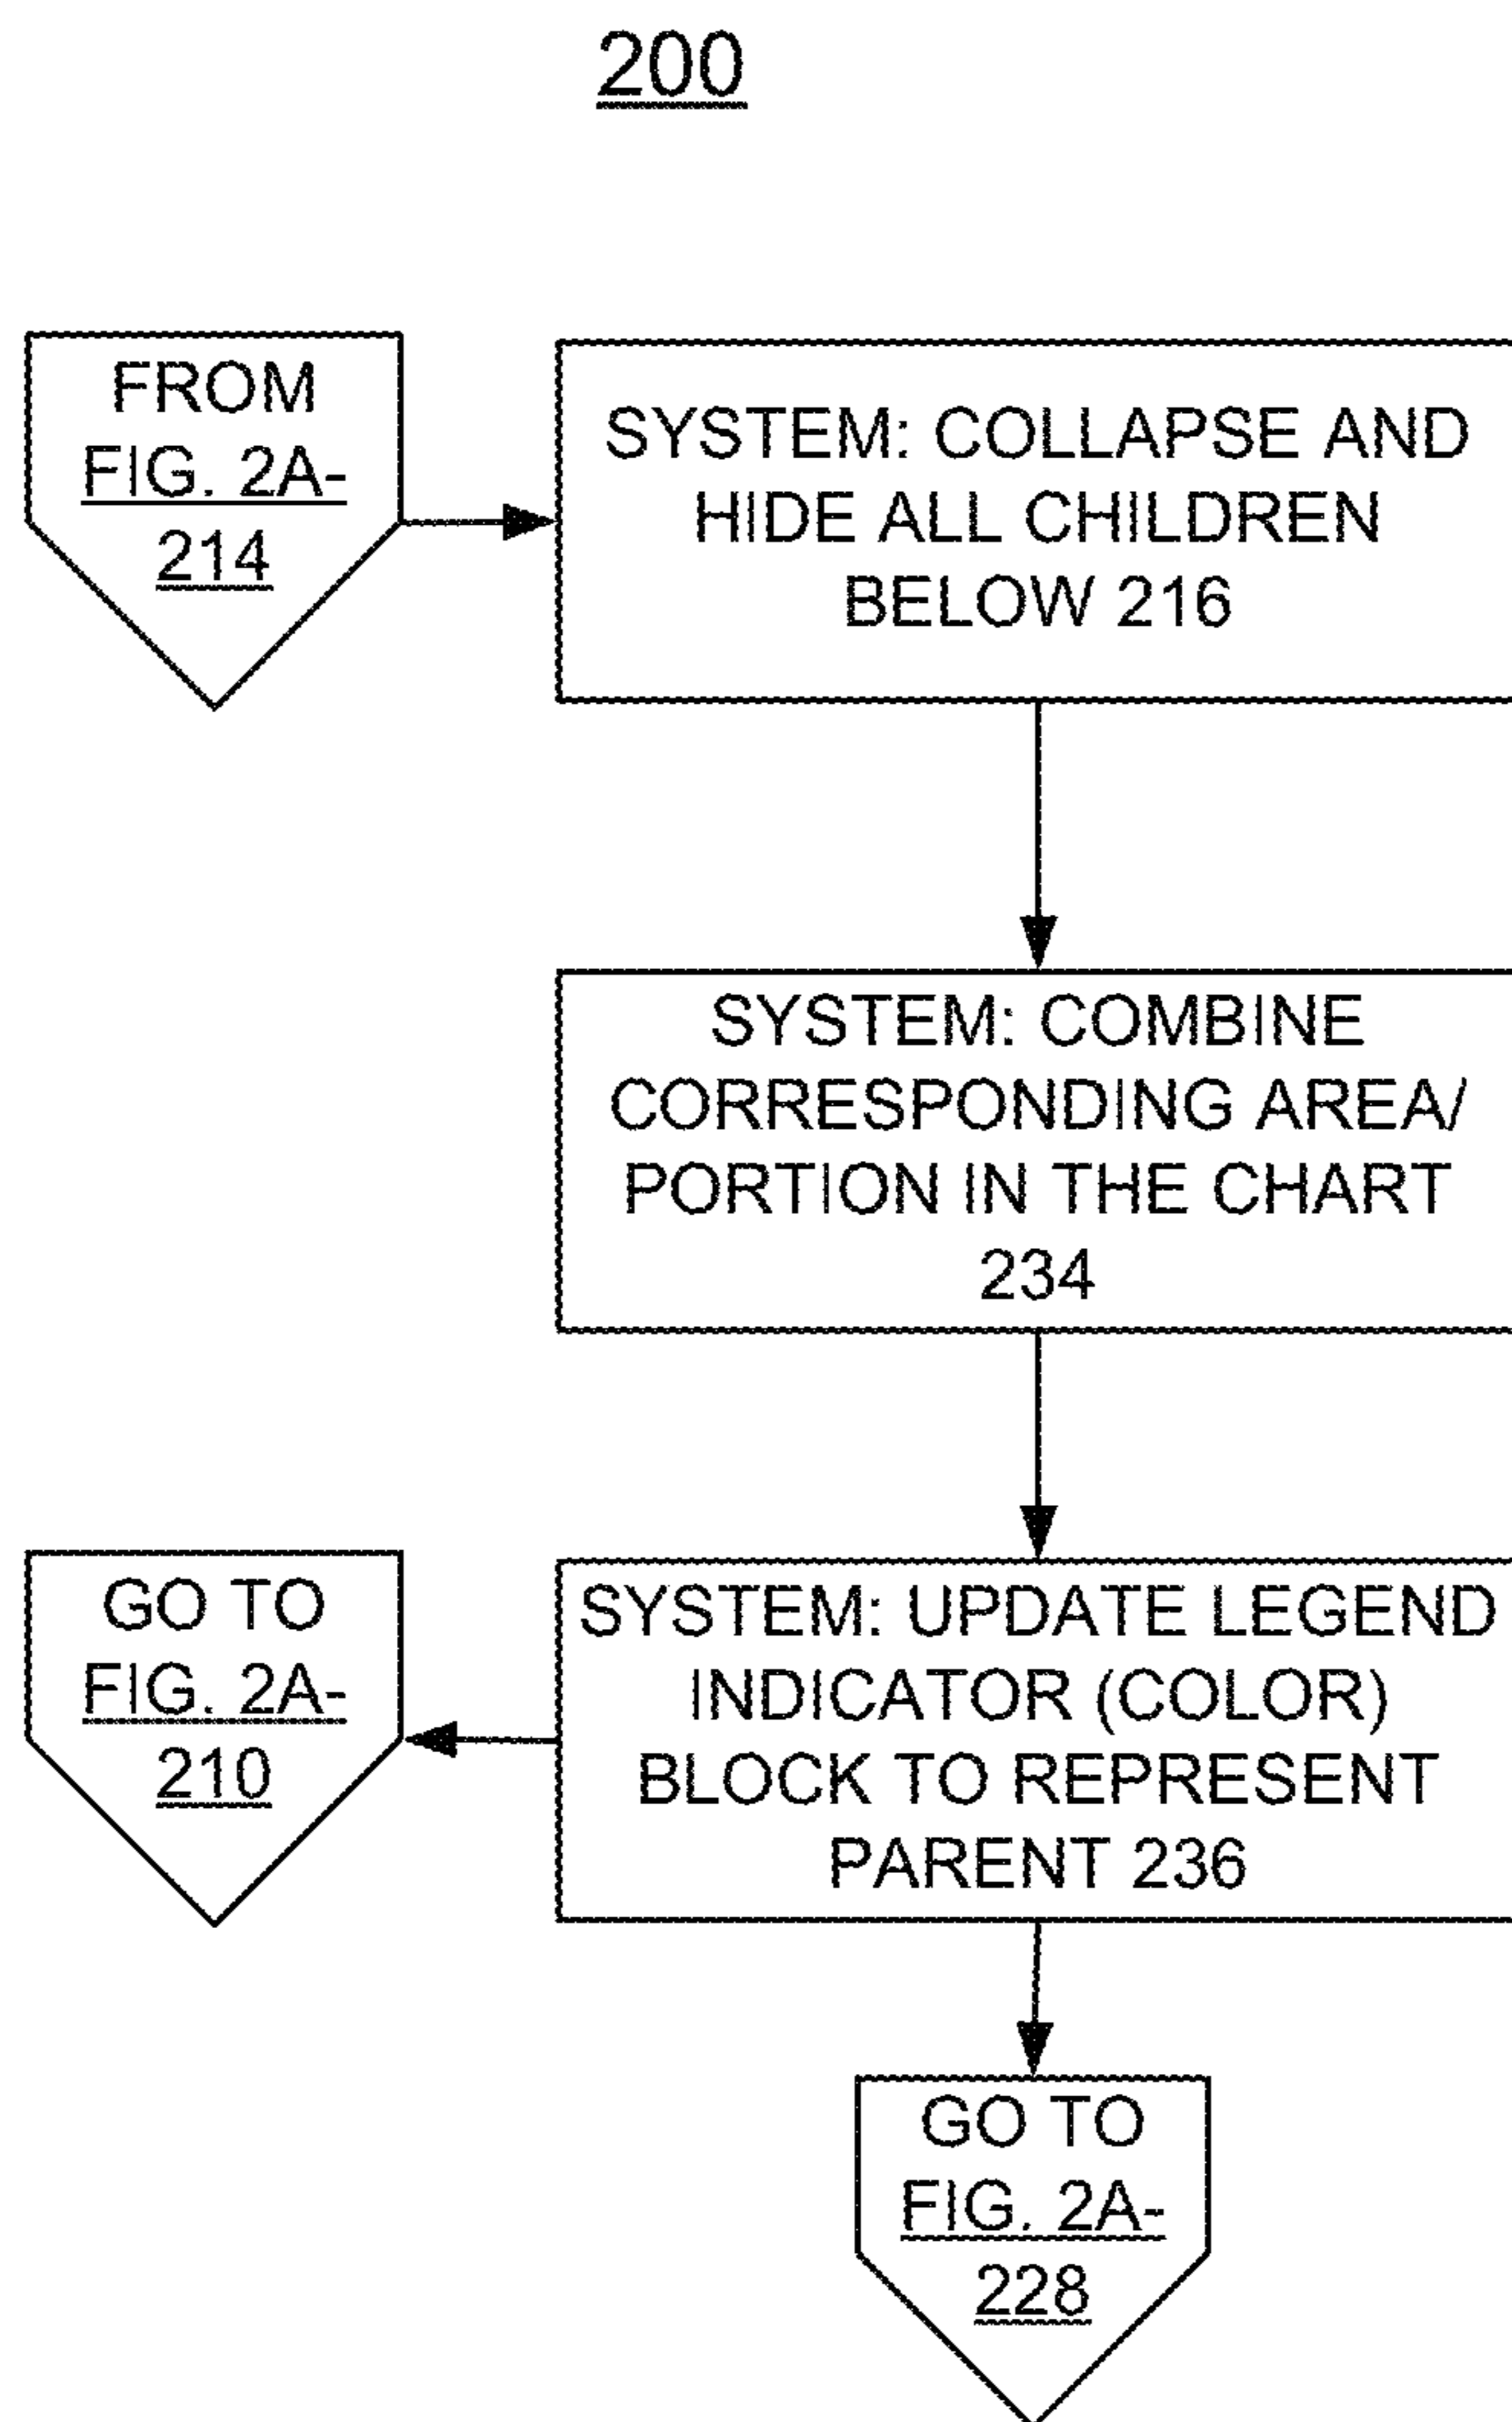 200
FROM
FIG. 2A-
214
SYSTEM: COLLAPSE AND
HIDE ALL CHILDREN
BELOW 216
SYSTEM: COMBINE
CORRESPONDING AREA/
PORTION IN THE CHART
234
SYSTEM: UPDATE LEGEND
INDICATOR (COLOR)
BLOCK TO REPRESENT
PARENT 236
GO TO
FIG. 2A-
210
GO TO
FIG. 2A-
228